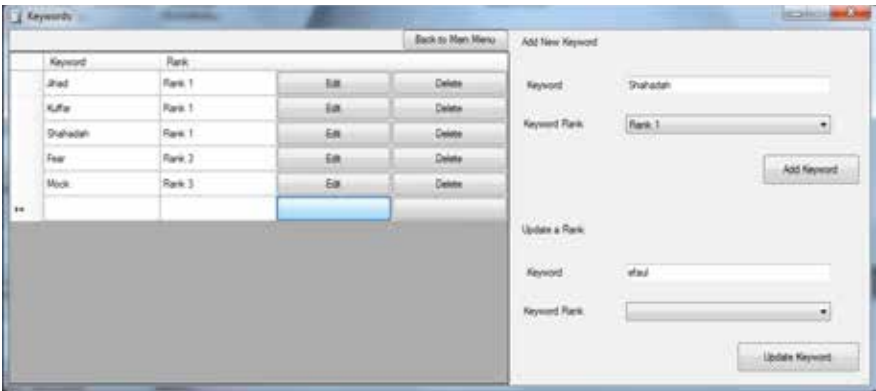 Keywords
Back to Main Menu
Keyword Rank
Jihad Rank 1 Edit Delete
Kuffar Rank 1 Edit Delete
Shahadah Rank 1 Edit Delete
Fear Rank 2 Edit Delete
Mock Rank 3 Edit Delete
Add New Keyword
Keyword Shahadah
Keyword Rank Rank 1
Add Keyword
Update a Rank
Keyword
Keyword Rank
Update Keyword